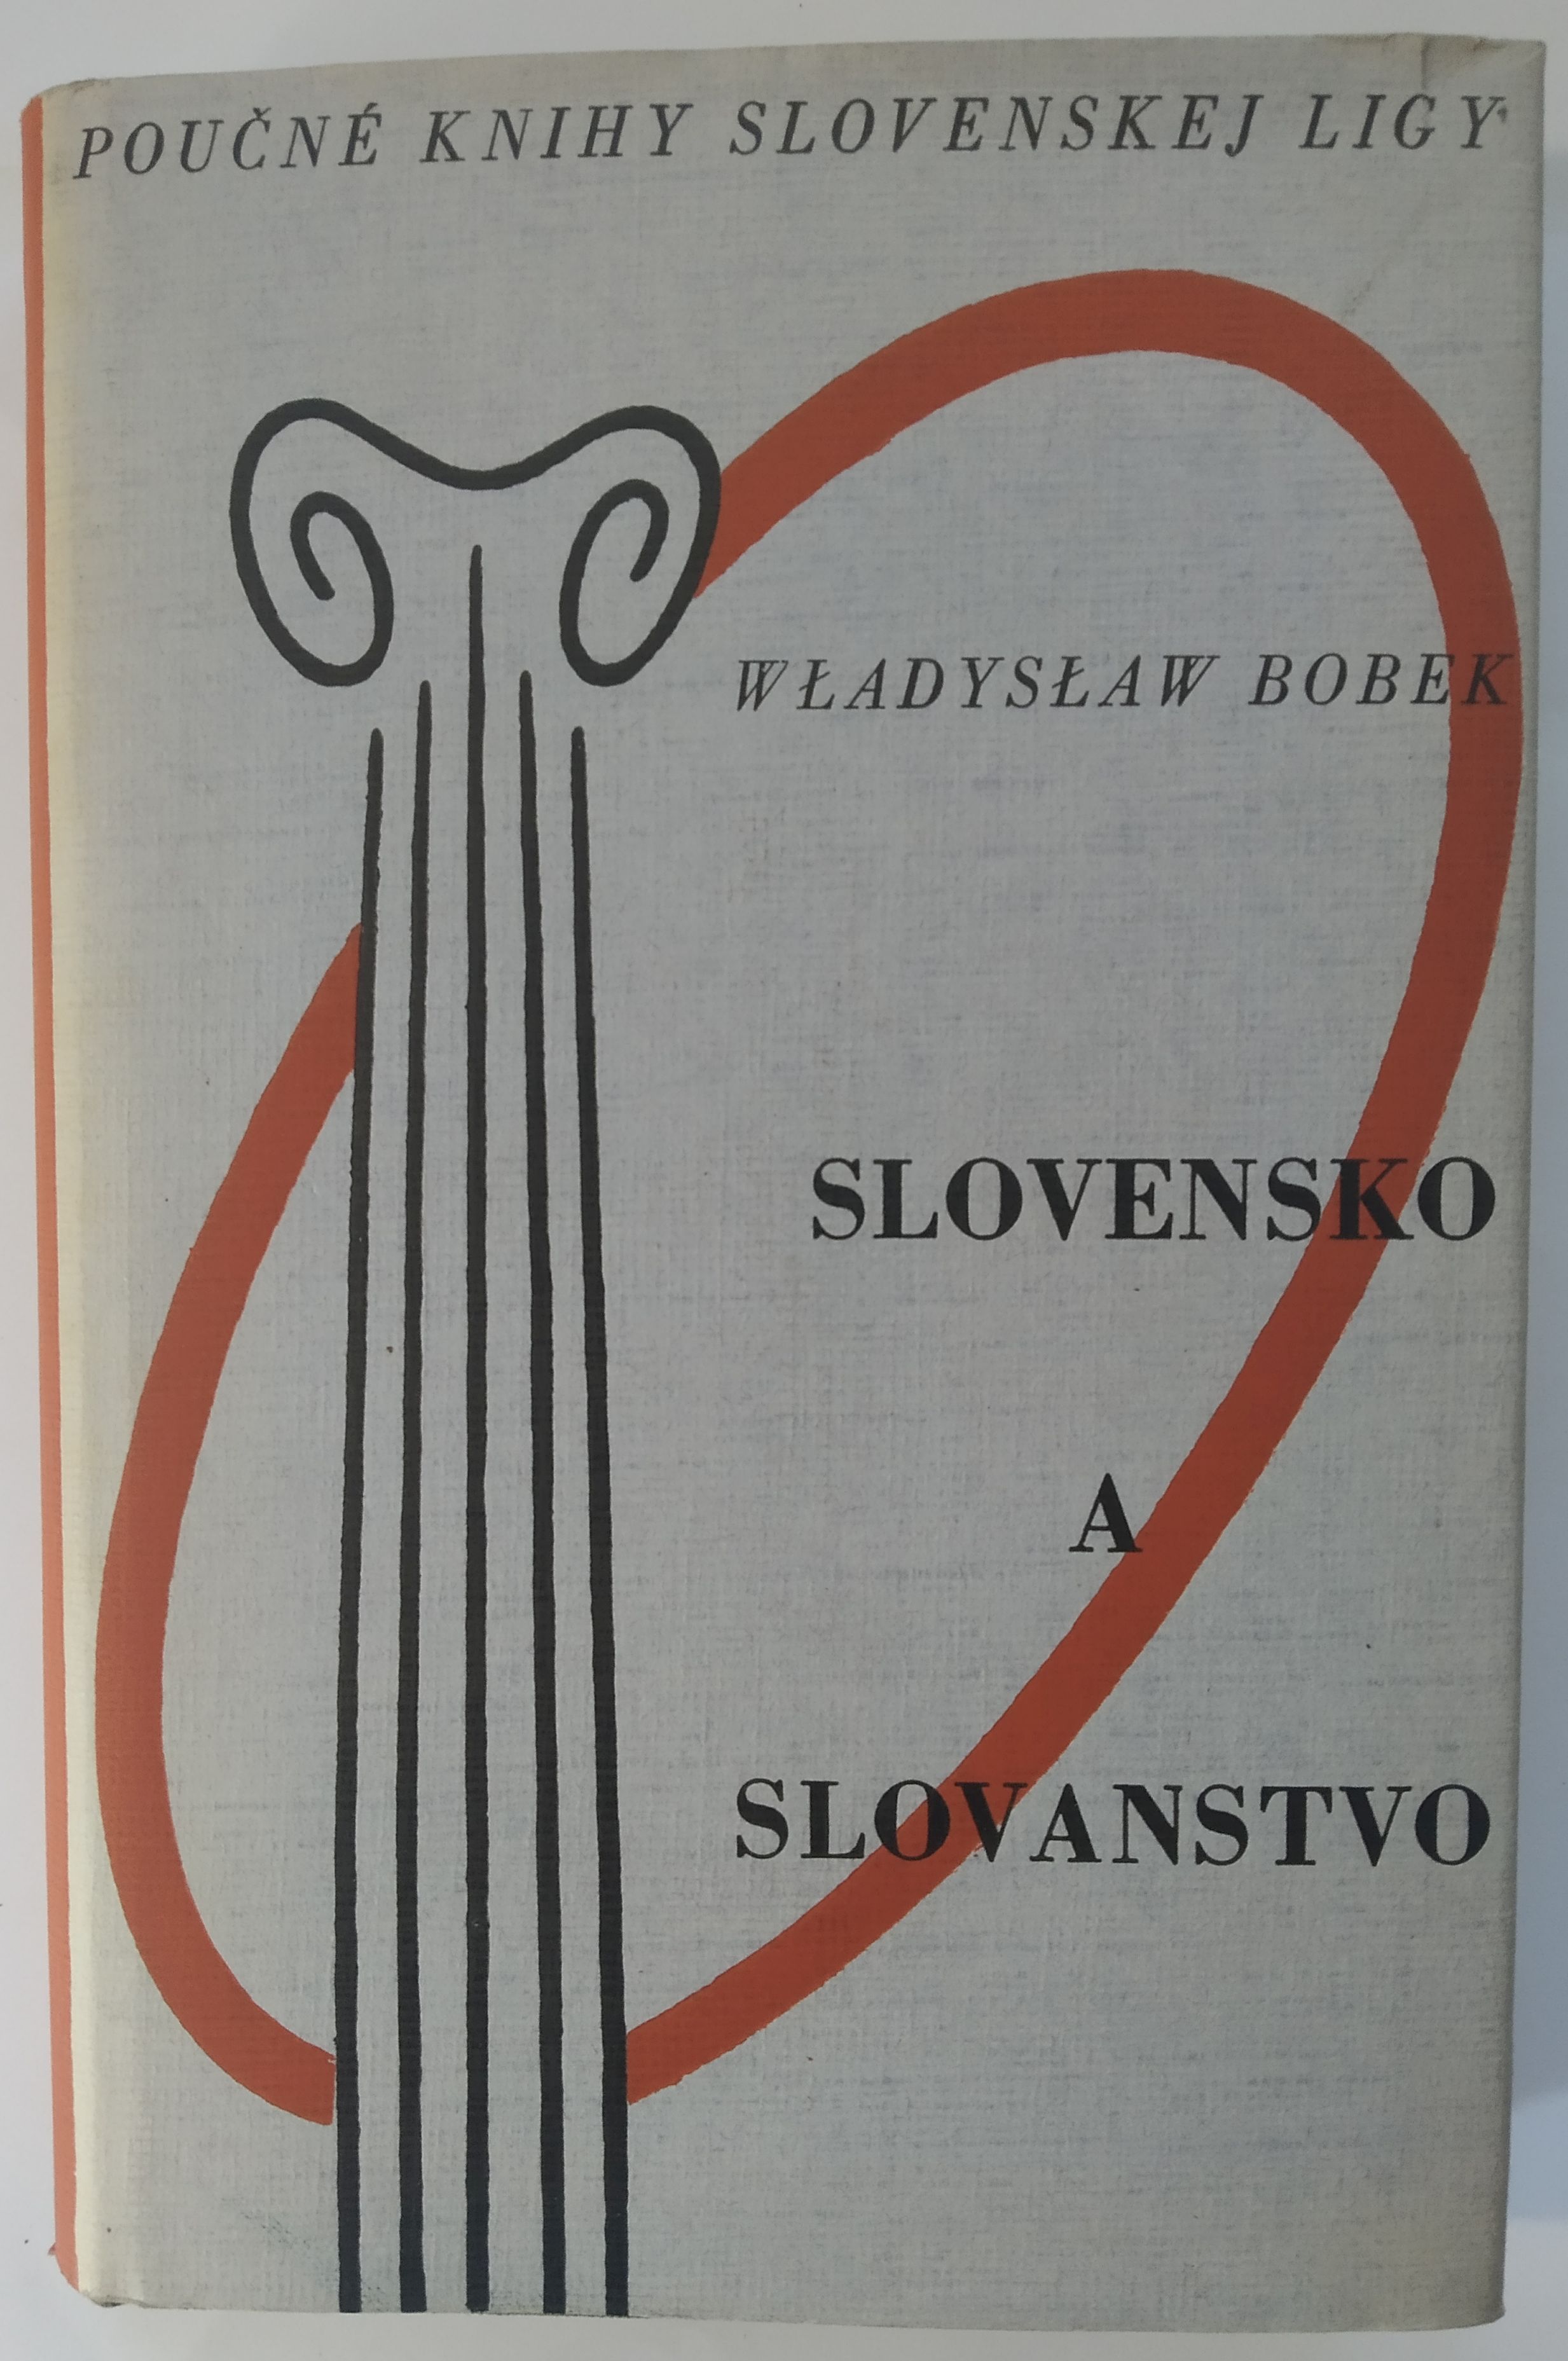 POUČNÉ KNIHY SLOVENSKEJ LIGY
WŁADYSŁAW BOBEK
SLOVENSKO
A
SLOVANSTVO